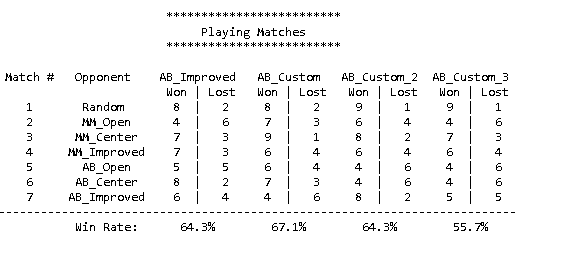 *************************
Playing Matches
*************************
Match #   Opponent    AB_Improved   AB_Custom   AB_Custom_2  AB_Custom_3
Won | Lost   Won | Lost   Won | Lost   Won | Lost
1   Random   8 | 2   8 | 2   9 | 1   9 | 1
2   MM_Open   4 | 6   7 | 3   6 | 4   4 | 6
3   MM_Center   7 | 3   9 | 1   8 | 2   7 | 3
4   MM_Improved   7 | 3   6 | 4   6 | 4   6 | 4
5   AB_Open   5 | 5   6 | 4   4 | 6   4 | 6
6   AB_Center   8 | 2   7 | 3   4 | 6   4 | 6
7   AB_Improved   6 | 4   4 | 6   8 | 2   5 | 5
--------------------------------------------------------------------------
Win Rate:   64.3%   67.1%   64.3%   55.7%